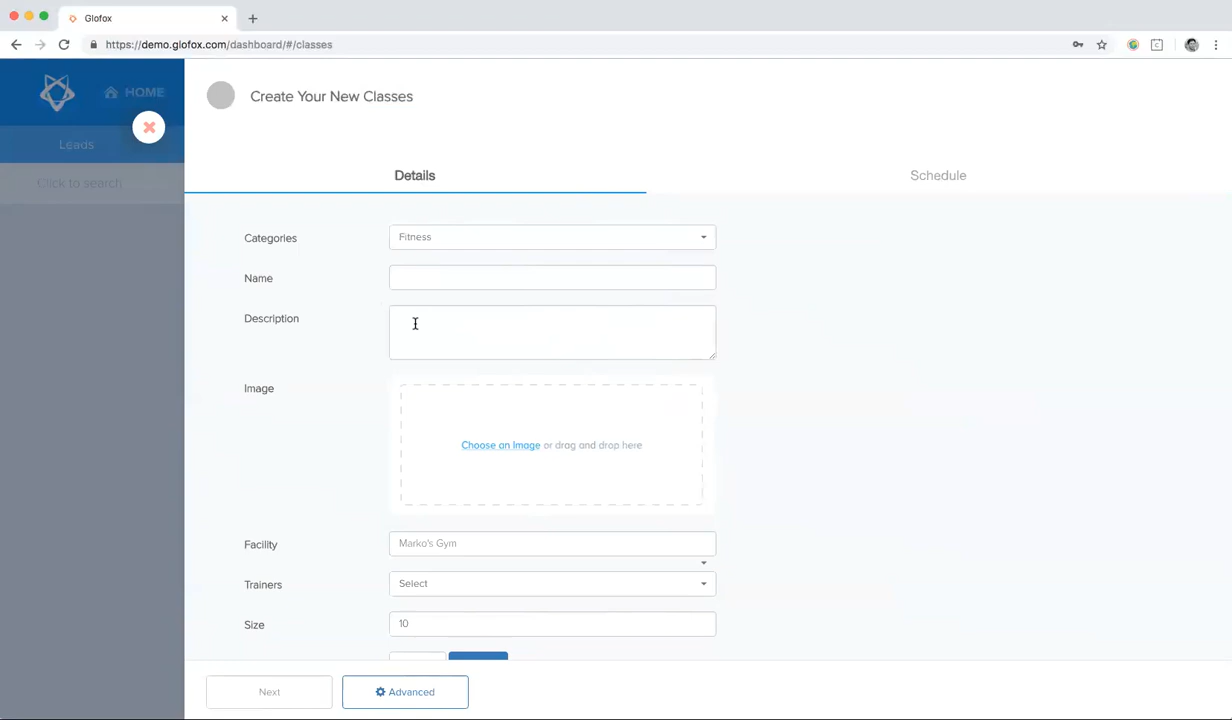 Glofox
https://demo.glofox.com/dashboard/#/classes
HOME
Leads
Click to search
Create Your New Classes
Details
Schedule
Categories
Fitness
Name
Description
Image
Choose an Image or drag and drop here
Facility
Marko's Gym
Trainers
Select
Size
10
Next
Advanced